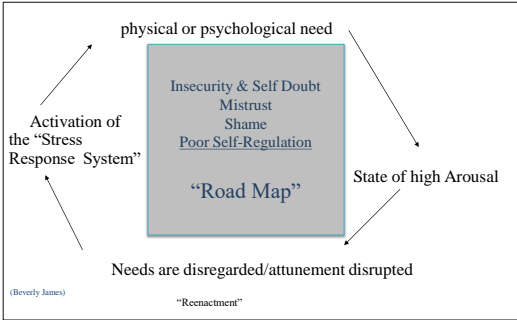 physical or psychological need
Insecurity & Self Doubt
Mistrust
Shame
Poor Self-Regulation
“Road Map”
Activation of
the “Stress
Response System”
State of high Arousal
Needs are disregarded/attunement disrupted
(Beverly James)
“Reenactment”